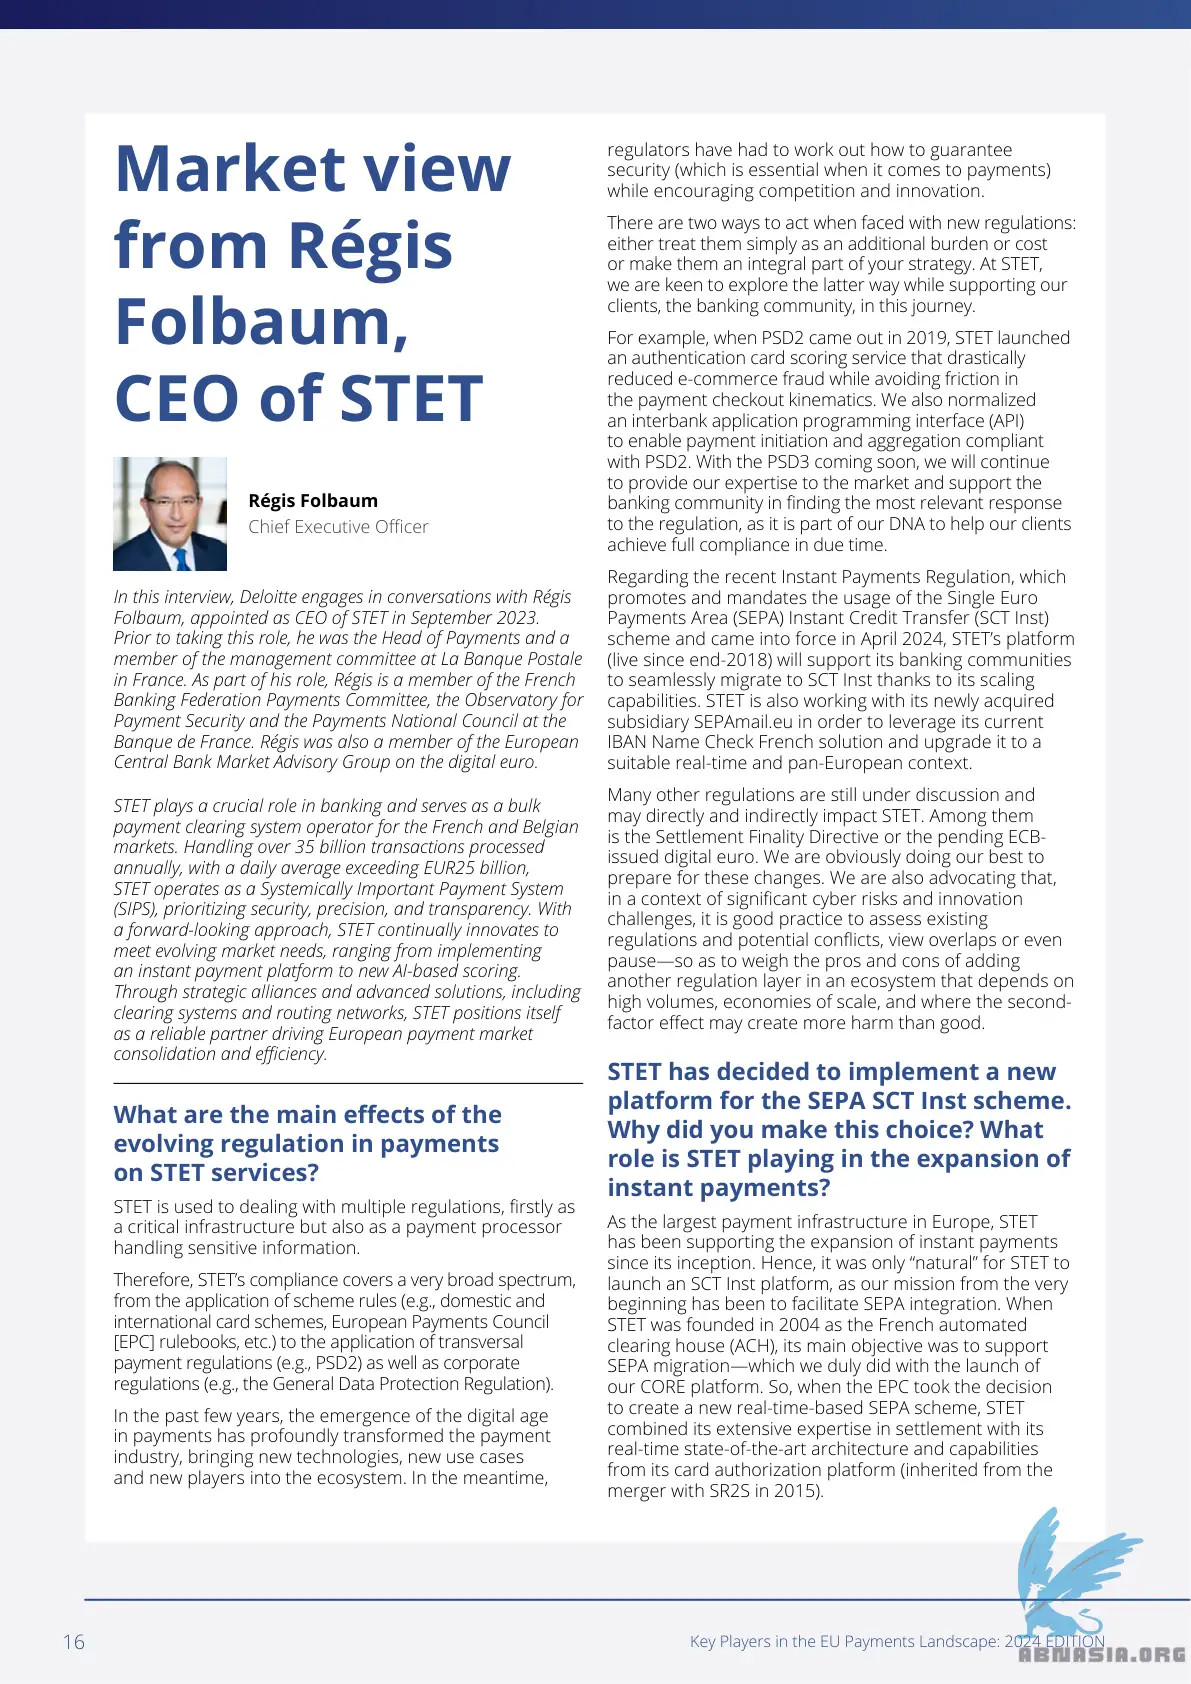 Market view
from Régis
Folbaum,
CEO of STET
Régis Folbaum
Chief Executive Officer
In this interview, Deloitte engages in conversations with Régis
Folbaum, appointed as CEO of STET in September 2023.
Prior to taking this role, he was the Head of Payments and a
member of the management committee at La Banque Postale
in France. As part of his role, Régis is a member of the French
Banking Federation Payments Committee, the Observatory for
Payment Security and the Payments National Council at the
Banque de France. Régis was also a member of the European
Central Bank Market Advisory Group on the digital euro.
STET plays a crucial role in banking and serves as a bulk
payment clearing system operator for the French and Belgian
markets. Handling over 35 billion transactions processed
annually, with a daily average exceeding EUR25 billion,
STET operates as a Systemically Important Payment System
(SIPS), prioritizing security, precision, and transparency. With
a forward-looking approach, STET continually innovates to
meet evolving market needs, ranging from implementing
an instant payment platform to new AI-based scoring.
Through strategic alliances and advanced solutions, including
clearing systems and routing networks, STET positions itself
as a reliable partner driving European payment market
consolidation and efficiency.
What are the main effects of the
evolving regulation in payments
on STET services?
STET is used to dealing with multiple regulations, firstly as
a critical infrastructure but also as a payment processor
handling sensitive information.
Therefore, STET's compliance covers a very broad spectrum,
from the application of scheme rules (e.g., domestic and
international card schemes, European Payments Council
[EPC] rulebooks, etc.) to the application of transversal
payment regulations (e.g., PSD2) as well as corporate
regulations (e.g., the General Data Protection Regulation).
In the past few years, the emergence of the digital age
in payments has profoundly transformed the payment
industry, bringing new technologies, new use cases
and new players into the ecosystem. In the meantime,
regulators have had to work out how to guarantee
security (which is essential when it comes to payments)
while encouraging competition and innovation.
There are two ways to act when faced with new regulations:
either treat them simply as an additional burden or cost
or make them an integral part of your strategy. At STET,
we are keen to explore the latter way while supporting our
clients, the banking community, in this journey.
For example, when PSD2 came out in 2019, STET launched
an authentication card scoring service that drastically
reduced e-commerce fraud while avoiding friction in
the payment checkout kinematics. We also normalized
an interbank application programming interface (API)
to enable payment initiation and aggregation compliant
with PSD2. With the PSD3 coming soon, we will continue
to provide our expertise to the market and support the
banking community in finding the most relevant response
to the regulation, as it is part of our DNA to help our clients
achieve full compliance in due time.
Regarding the recent Instant Payments Regulation, which
promotes and mandates the usage of the Single Euro
Payments Area (SEPA) Instant Credit Transfer (SCT Inst)
scheme and came into force in April 2024, STET's platform
(live since end-2018) will support its banking communities
to seamlessly migrate to SCT Inst thanks to its scaling
capabilities. STET is also working with its newly acquired
subsidiary SEPAmail.eu in order to leverage its current
IBAN Name Check French solution and upgrade it to a
suitable real-time and pan-European context.
Many other regulations are still under discussion and
may directly and indirectly impact STET. Among them
is the Settlement Finality Directive or the pending ECB-
issued digital euro. We are obviously doing our best to
prepare for these changes. We are also advocating that,
in a context of significant cyber risks and innovation
challenges, it is good practice to assess existing
regulations and potential conflicts, view overlaps or even
pause—so as to weigh the pros and cons of adding
another regulation layer in an ecosystem that depends on
high volumes, economies of scale, and where the second-
factor effect may create more harm than good.
STET has decided to implement a new
platform for the SEPA SCT Inst scheme.
Why did you make this choice? What
role is STET playing in the expansion of
instant payments?
As the largest payment infrastructure in Europe, STET
has been supporting the expansion of instant payments
since its inception. Hence, it was only “natural” for STET to
launch an SCT Inst platform, as our mission from the very
beginning has been to facilitate SEPA integration. When
STET was founded in 2004 as the French automated
clearing house (ACH), its main objective was to support
SEPA migration—which we duly did with the launch of
our CORE platform. So, when the EPC took the decision
to create a new real-time-based SEPA scheme, STET
combined its extensive expertise in settlement with its
real-time state-of-the-art architecture and capabilities
from its card authorization platform (inherited from the
merger with SR2S in 2015).
16
Key Players in the EU Payments Landscape: 2024 EDITION
ABNASIA.ORG